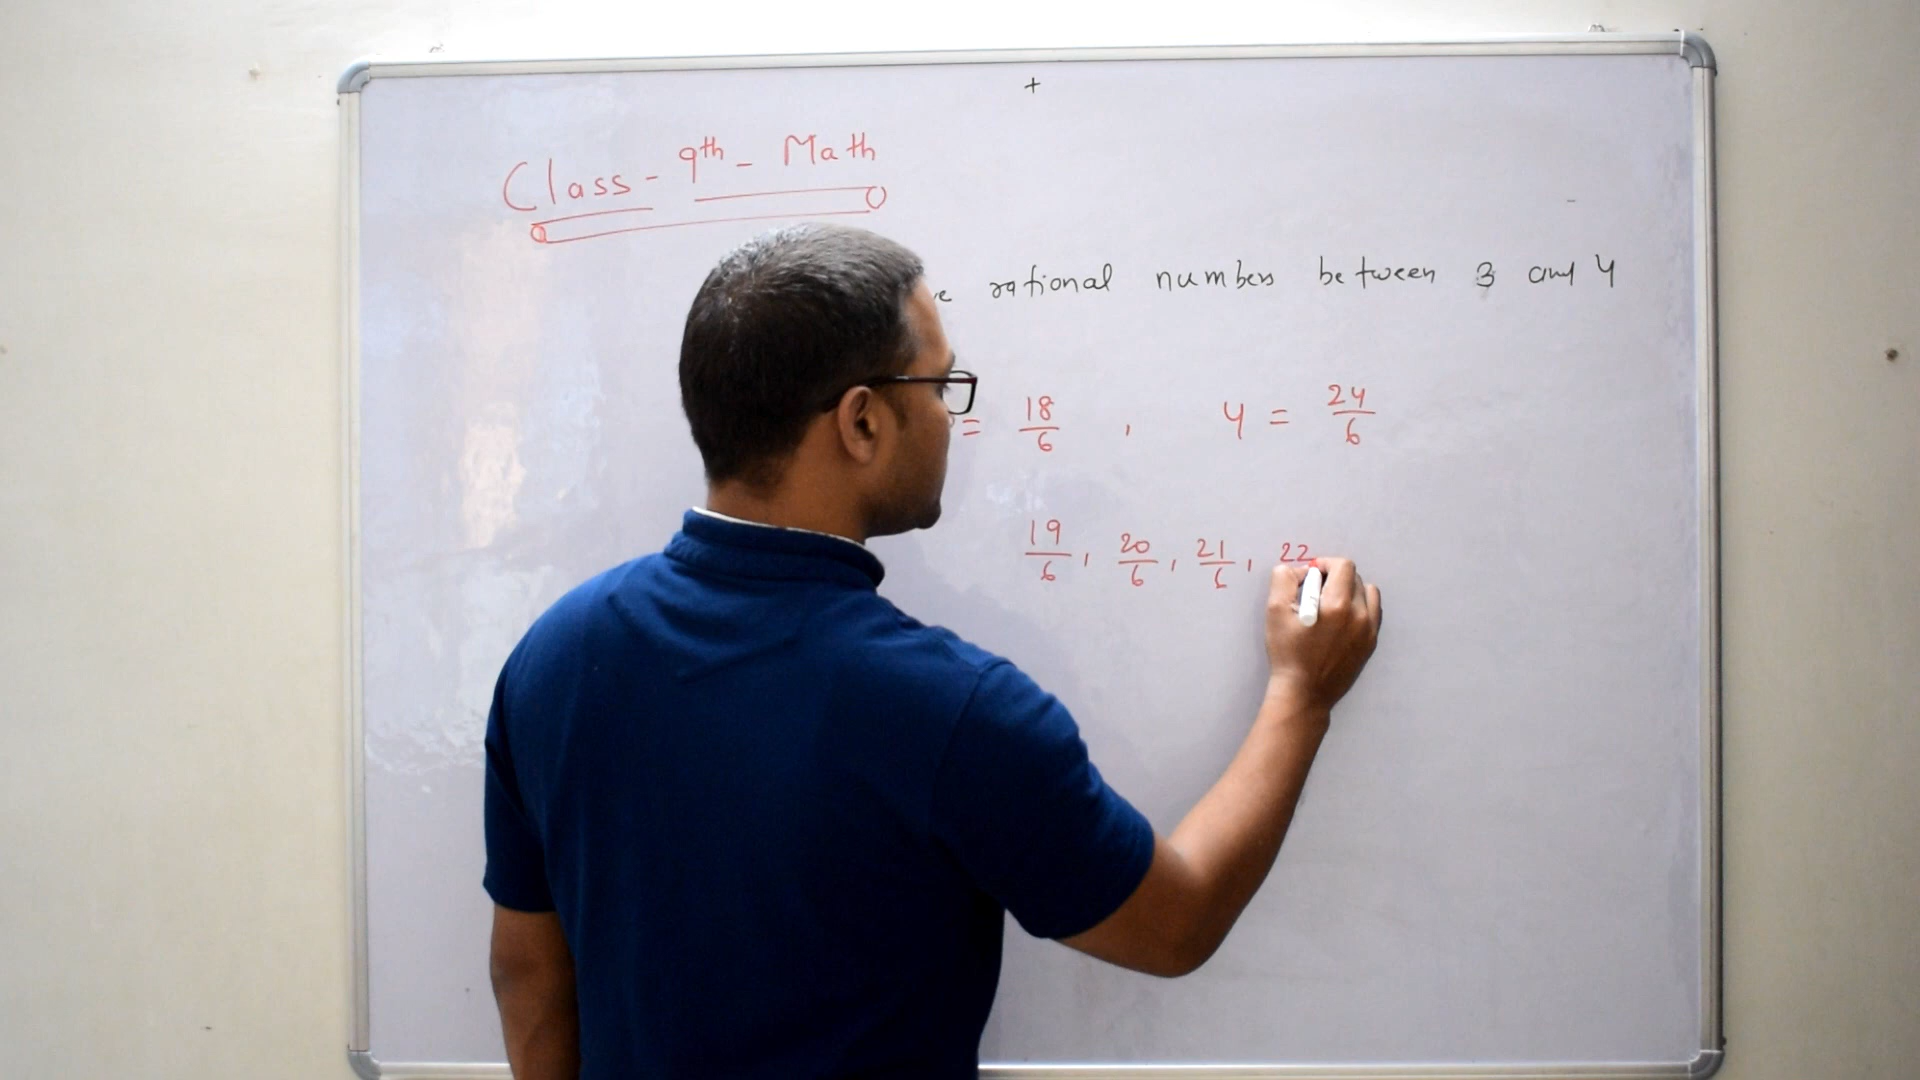 Class - 9th - Math
rational numbers between 3 and 4
= 18/6 , 4 = 24/6
19/6 , 20/6 , 21/6 , 22